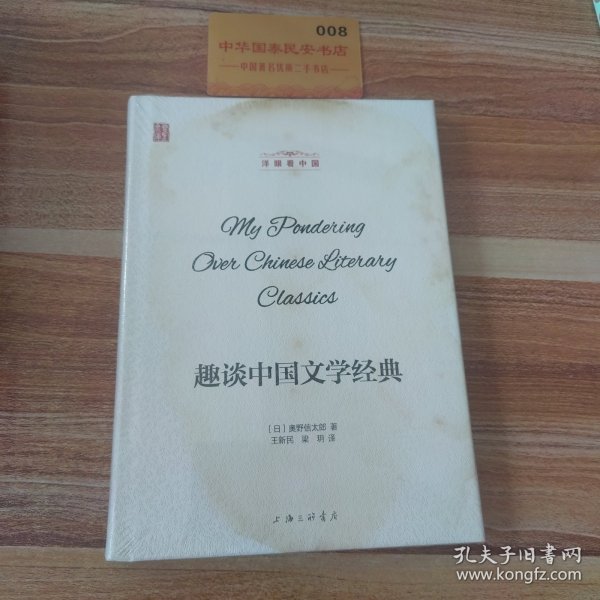 008
中华国泰民安书店
中国著名优质二手书店
洋眼看中国
My Pondering
Over Chinese Literary
Classics
趣谈中国文学经典
[日]奥野信太郎 著
王新民 梁 玥 译
上海三联书店
孔夫子旧书网
www.kongfz.com